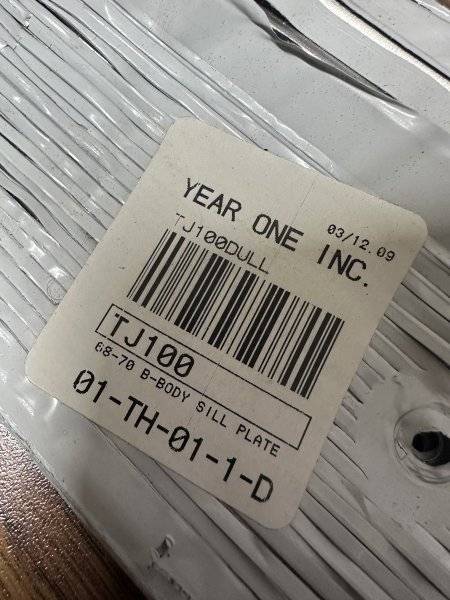 YEAR ONE INC.
03/12.09
TJ100DULL
TJ100
68-70 B-BODY SILL PLATE
01-TH-01-1-D